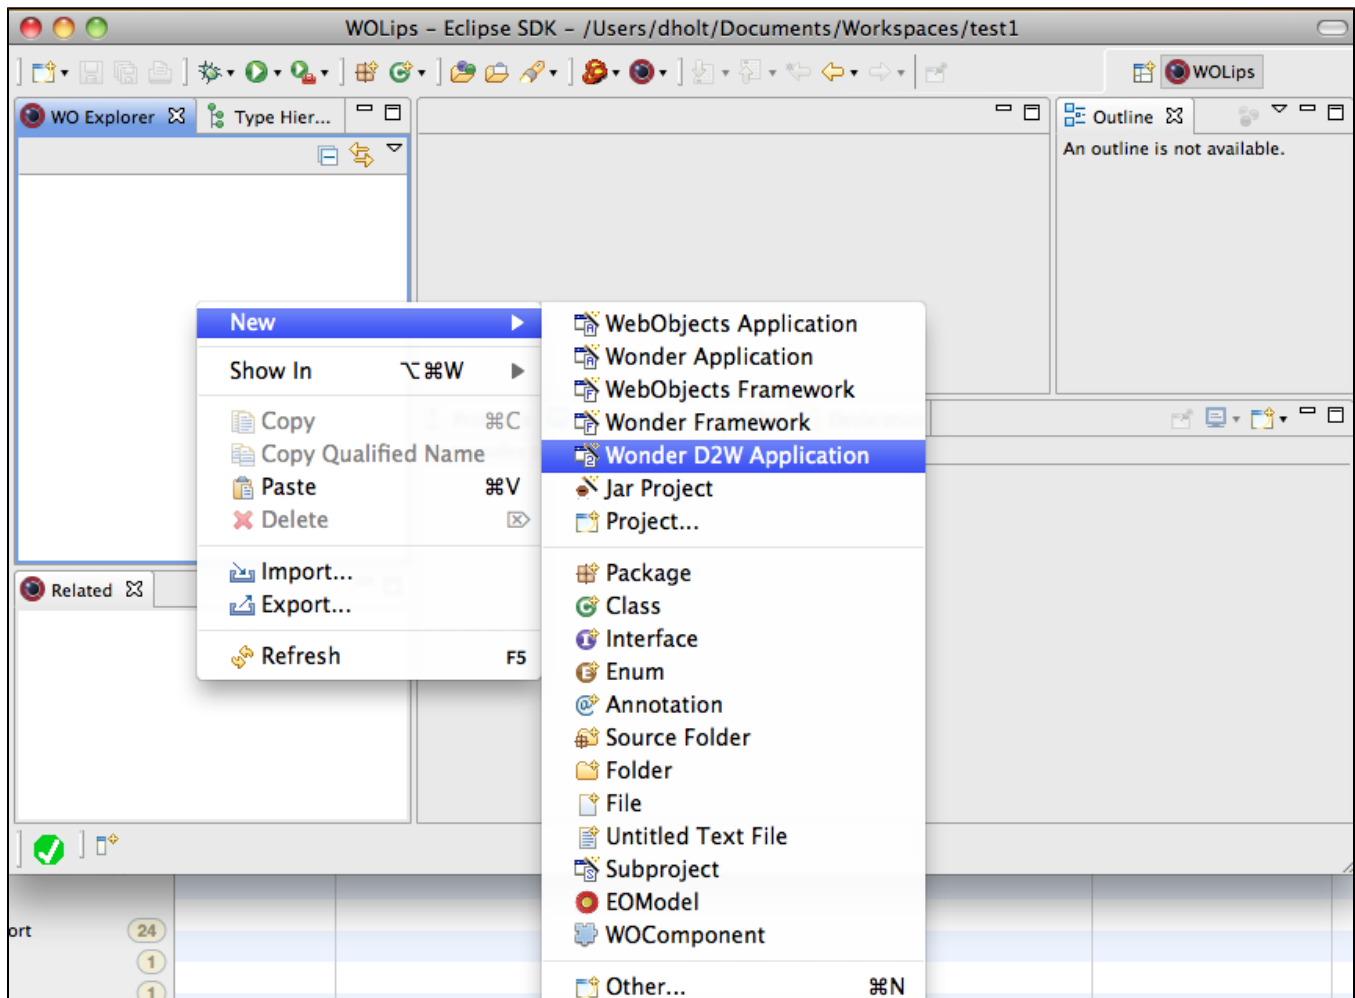 WOLips – Eclipse SDK – /Users/dholt/Documents/Workspaces/test1
WOLips
WO Explorer
Type Hier...
Outline
An outline is not available.
New
Show In ⌥⌘W
Copy ⌘C
Copy Qualified Name
Paste ⌘V
Delete
Import...
Export...
Refresh F5
WebObjects Application
Wonder Application
WebObjects Framework
Wonder Framework
Wonder D2W Application
Jar Project
Project...
Package
Class
Interface
Enum
Annotation
Source Folder
Folder
File
Untitled Text File
Subproject
EOModel
WOComponent
Other... ⌘N
Related
ort 24
1
1